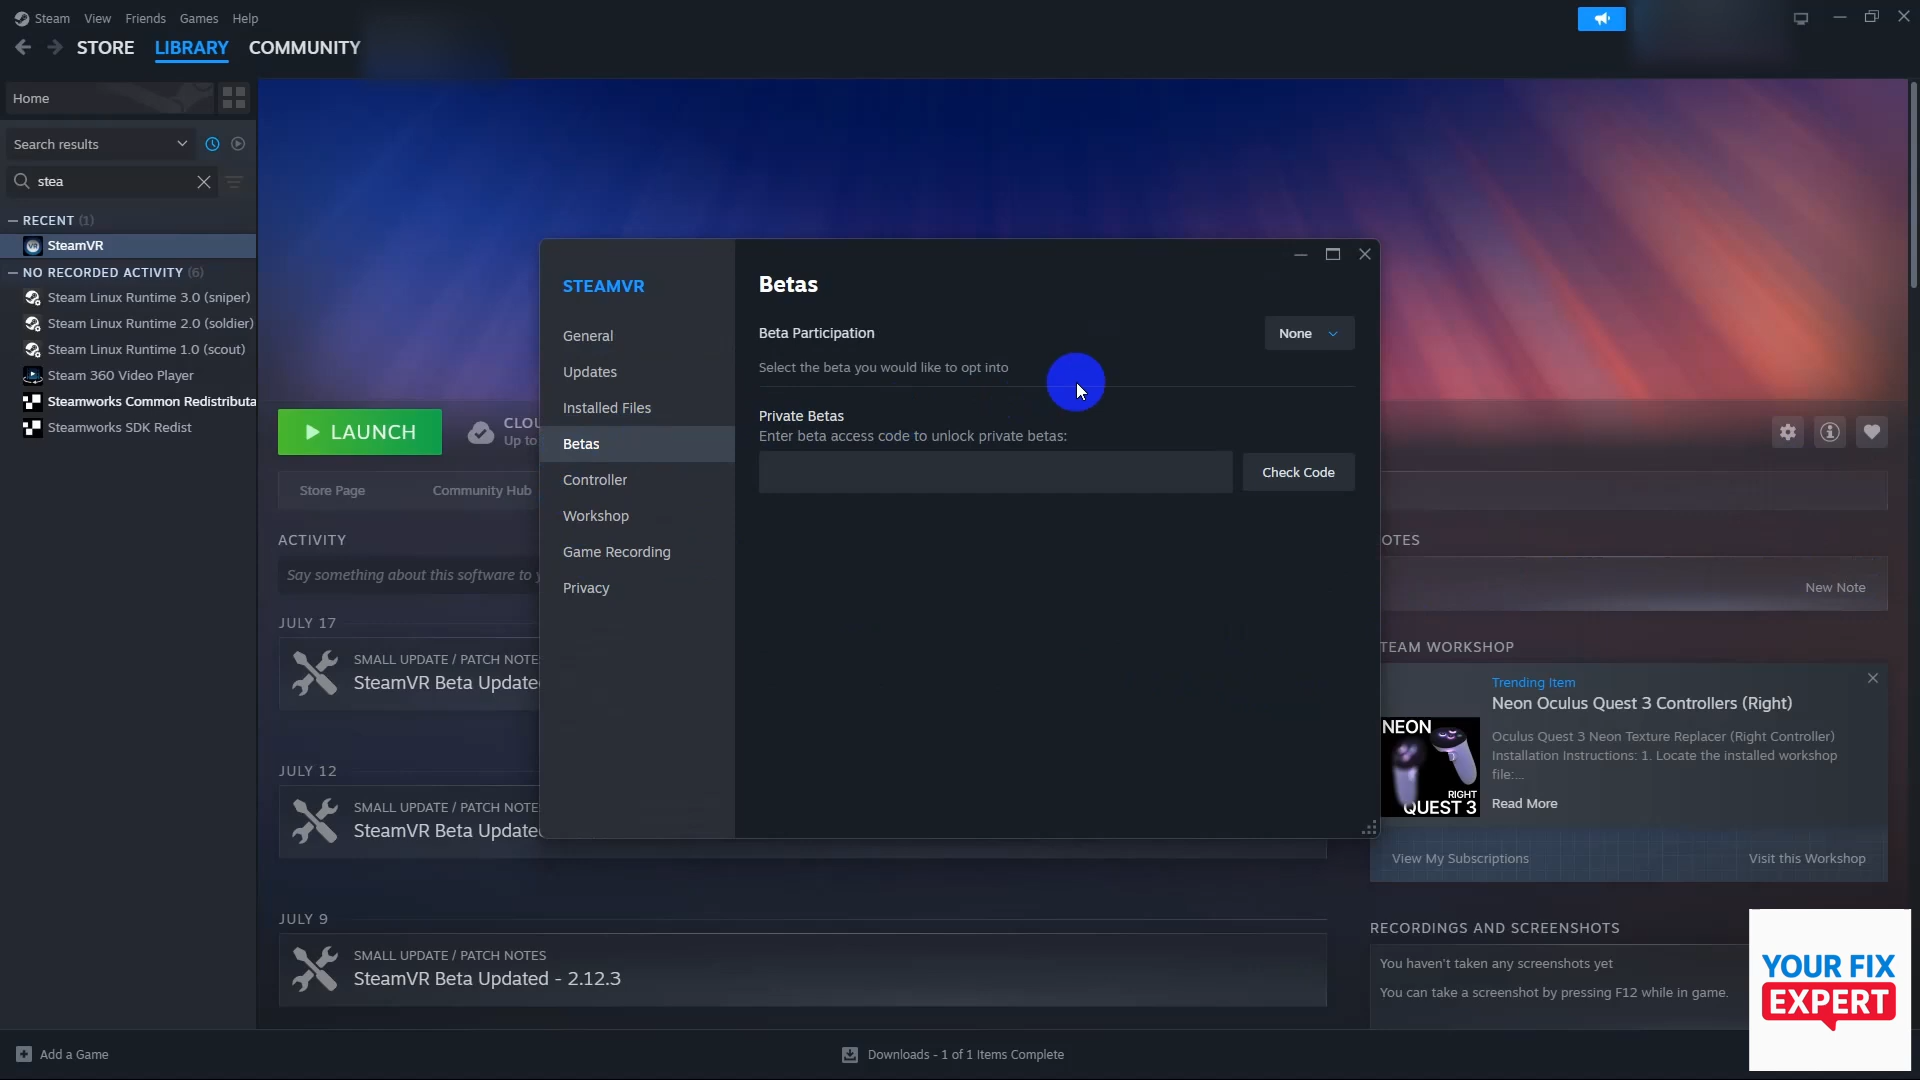 Steam View Friends Games Help
STORE LIBRARY COMMUNITY
Home
Search results
stea
RECENT (1)
SteamVR
NO RECORDED ACTIVITY (6)
Steam Linux Runtime 3.0 (sniper)
Steam Linux Runtime 2.0 (soldier)
Steam Linux Runtime 1.0 (scout)
Steam 360 Video Player
Steamworks Common Redistributa
Steamworks SDK Redist
LAUNCH
CLOU
Up to
Store Page
Community Hub
ACTIVITY
Say something about this software to y
JULY 17
SMALL UPDATE / PATCH NOTE
SteamVR Beta Update
JULY 12
SMALL UPDATE / PATCH NOTE
SteamVR Beta Update
JULY 9
SMALL UPDATE / PATCH NOTES
SteamVR Beta Updated - 2.12.3
STEAMVR
General
Updates
Installed Files
Betas
Controller
Workshop
Game Recording
Privacy
Betas
Beta Participation
None
Select the beta you would like to opt into
Private Betas
Enter beta access code to unlock private betas:
Check Code
OTES
New Note
TEAM WORKSHOP
Trending Item
Neon Oculus Quest 3 Controllers (Right)
Oculus Quest 3 Neon Texture Replacer (Right Controller)
Installation Instructions: 1. Locate the installed workshop
file:...
Read More
NEON
RIGHT
QUEST 3
View My Subscriptions
Visit this Workshop
RECORDINGS AND SCREENSHOTS
You haven't taken any screenshots yet
You can take a screenshot by pressing F12 while in game.
YOUR FIX
EXPERT
Add a Game
Downloads - 1 of 1 Items Complete